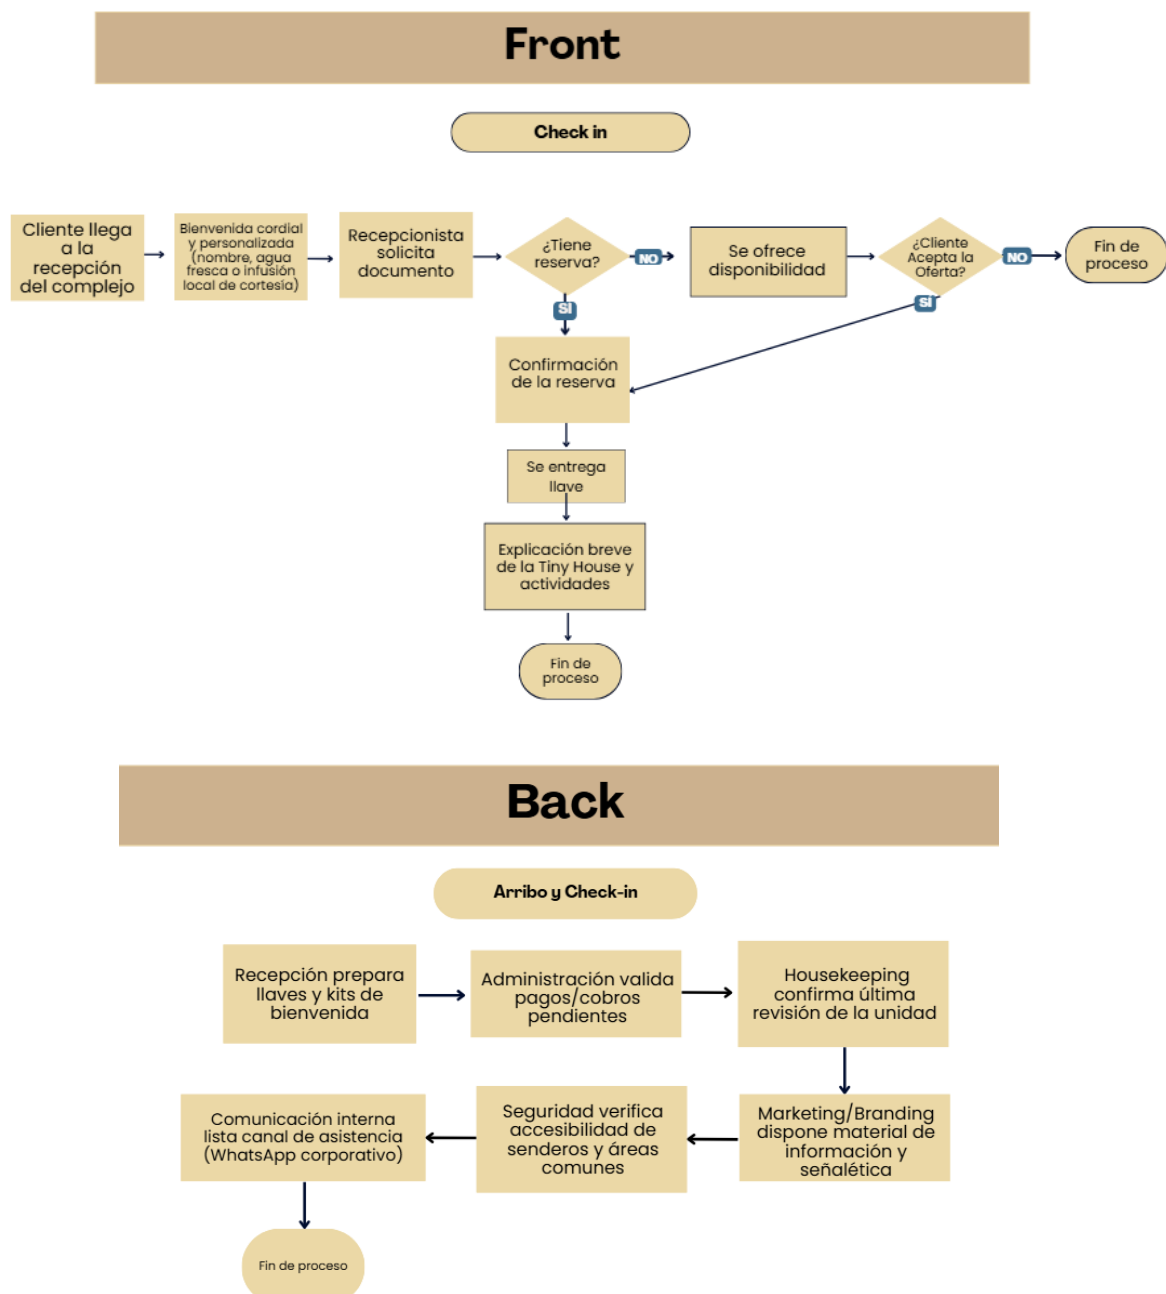 Front
Check in
Cliente llega
a la
recepción
del complejo
Bienvenida cordial
y personalizada
(nombre, agua
fresca o infusión
local de cortesía)
Recepcionista
solicita
documento
¿Tiene
reserva?
NO
Se ofrece
disponibilidad
¿Cliente
Acepta la
Oferta?
NO
Fin de
proceso
SI
SI
Confirmación
de la reserva
Se entrega
llave
Explicación breve
de la Tiny House y
actividades
Fin de
proceso
Back
Arribo y Check-in
Recepción prepara
llaves y kits de
bienvenida
Administración valida
pagos/cobros
pendientes
Housekeeping
confirma última
revisión de la unidad
Comunicación interna
lista canal de asistencia
(WhatsApp corporativo)
Seguridad verifica
accesibilidad de
senderos y áreas
comunes
Marketing/Branding
dispone material de
información y
señalética
Fin de proceso